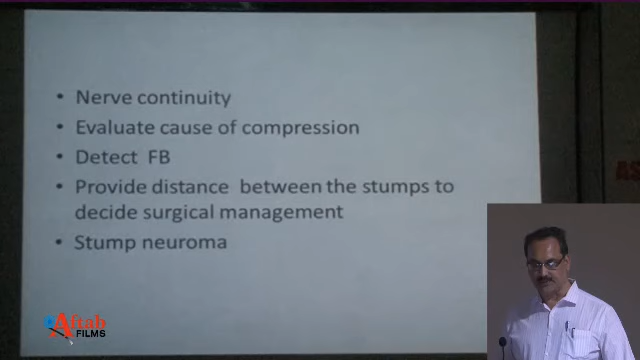 • Nerve continuity
• Evaluate cause of compression
• Detect FB
• Provide distance between the stumps to
decide surgical management
• Stump neuroma
AS
Aftab
FILMS